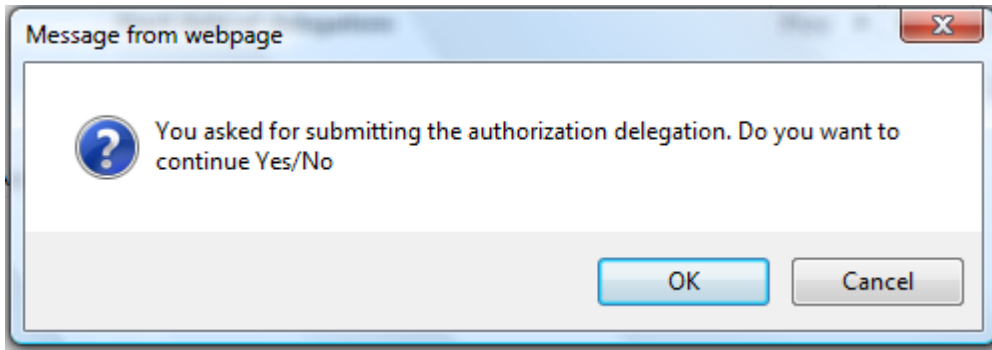 Message from webpage
You asked for submitting the authorization delegation. Do you want to
continue Yes/No
OK
Cancel